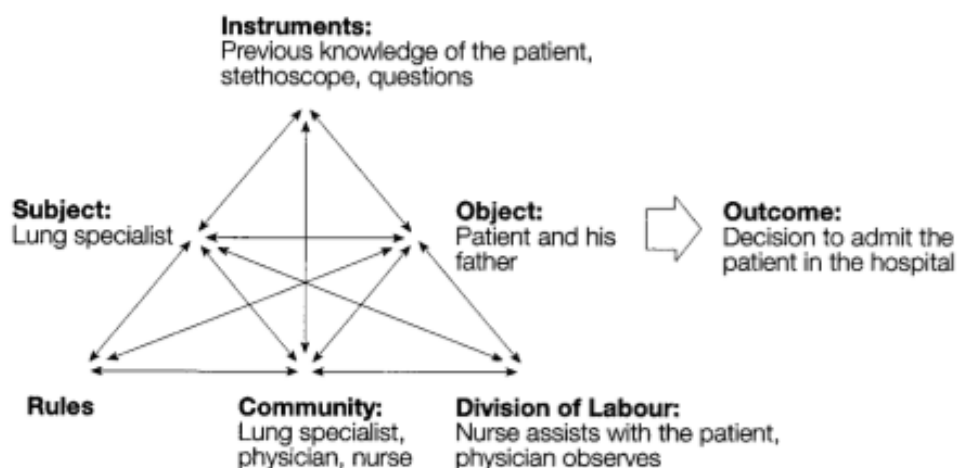 Instruments:
Previous knowledge of the patient,
stethoscope, questions
Subject:
Lung specialist
Object:
Patient and his
father
Outcome:
Decision to admit the
patient in the hospital
Rules
Community:
Lung specialist,
physician, nurse
Division of Labour:
Nurse assists with the patient,
physician observes